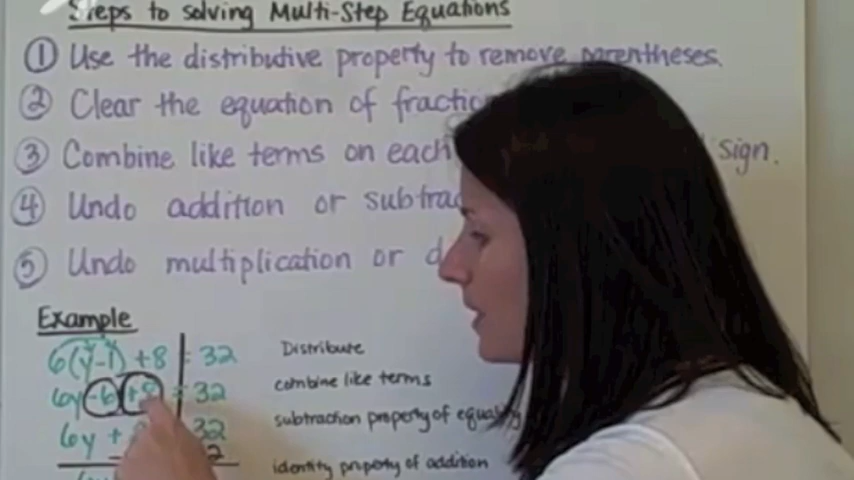 Steps to solving Multi-Step Equations
① Use the distributive property to remove parentheses.
② Clear the equation of
③ Combine like terms on each sign.
④ Undo addition or
⑤ Undo multiplication or
Example
6(y-1) +8 = 32 Distribute
6y -6 +8 = 32 combine like terms
6y + 32 subtraction property of equality
identity property of addition